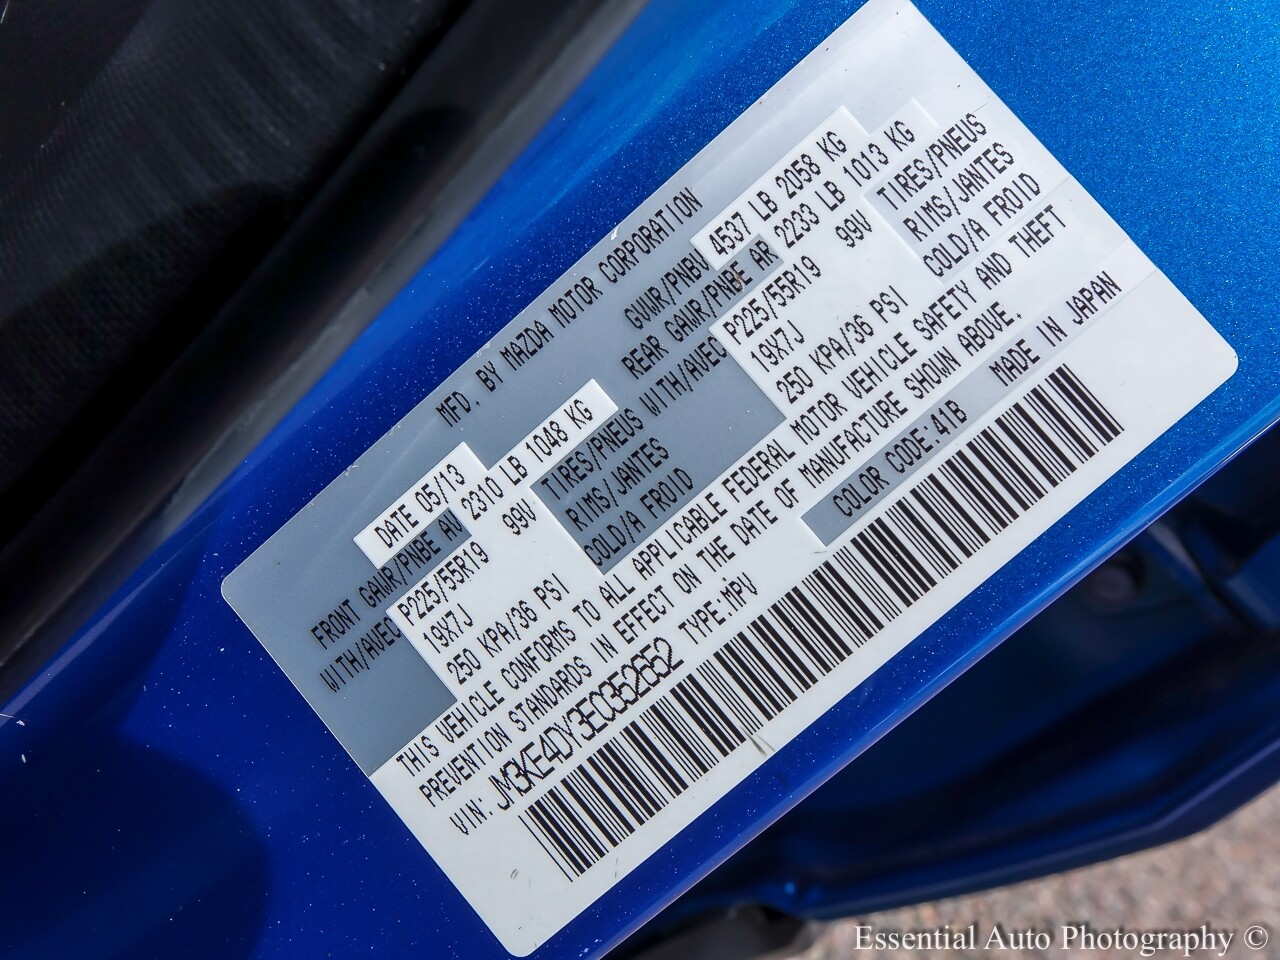 MFD. BY MAZDA MOTOR CORPORATION
DATE 05/13 GVWR/PNBV 4537 LB 2058 KG
FRONT GAWR/PNBE AV 2310 LB 1048 KG REAR GAWR/PNBE AR 2233 LB 1013 KG
WITH/AVEC P225/55R19 99V TIRES/PNEUS WITH/AVEC P225/55R19 99V TIRES/PNEUS
19X7J RIMS/JANTES 19X7J RIMS/JANTES
250 KPA/36 PSI COLD/A FROID 250 KPA/36 PSI COLD/A FROID
THIS VEHICLE CONFORMS TO ALL APPLICABLE FEDERAL MOTOR VEHICLE SAFETY AND THEFT
PREVENTION STANDARDS IN EFFECT ON THE DATE OF MANUFACTURE SHOWN ABOVE.
VIN: JM3KE4DY3E0352552 TYPE:MPV COLOR CODE:41B MADE IN JAPAN
Essential Auto Photography ©